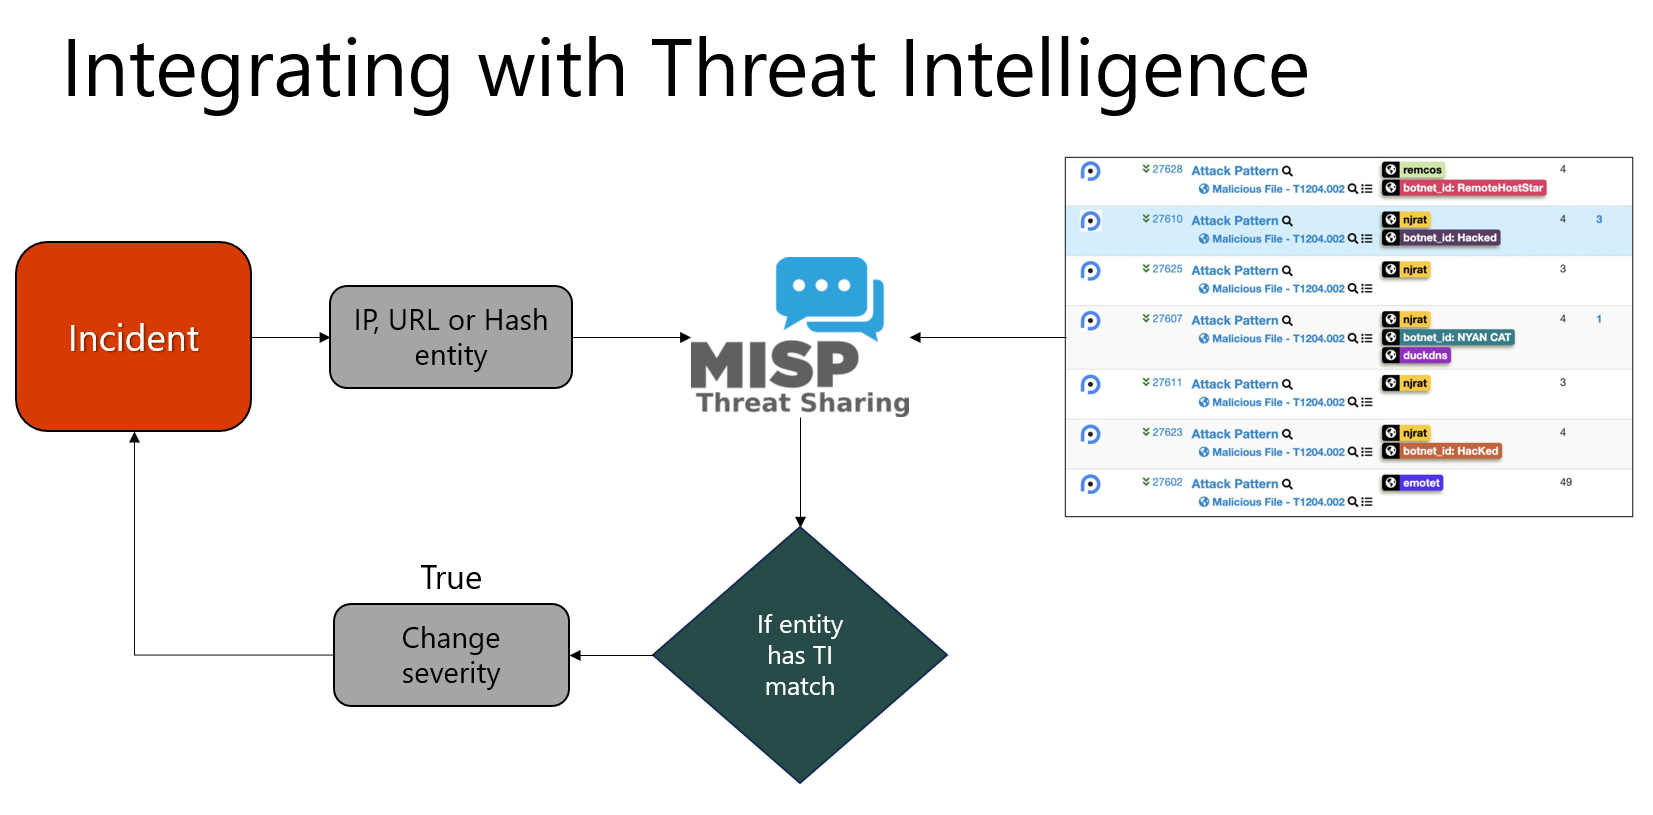 Integrating with Threat Intelligence
Incident
IP, URL or Hash
entity
MISP
Threat Sharing
If entity
has TI
match
True
Change
severity
27628 Attack Pattern remcos 4
Malicious File - T1204.002 botnet_id: RemoteHostStar
27610 Attack Pattern njrat 4 3
Malicious File - T1204.002 botnet_id: Hacked
27625 Attack Pattern njrat 3
Malicious File - T1204.002
27607 Attack Pattern njrat 4 1
Malicious File - T1204.002 botnet_id: NYAN CAT
duckdns
27611 Attack Pattern njrat 3
Malicious File - T1204.002
27623 Attack Pattern njrat 4
Malicious File - T1204.002 botnet_id: HacKed
27602 Attack Pattern emotet 49
Malicious File - T1204.002